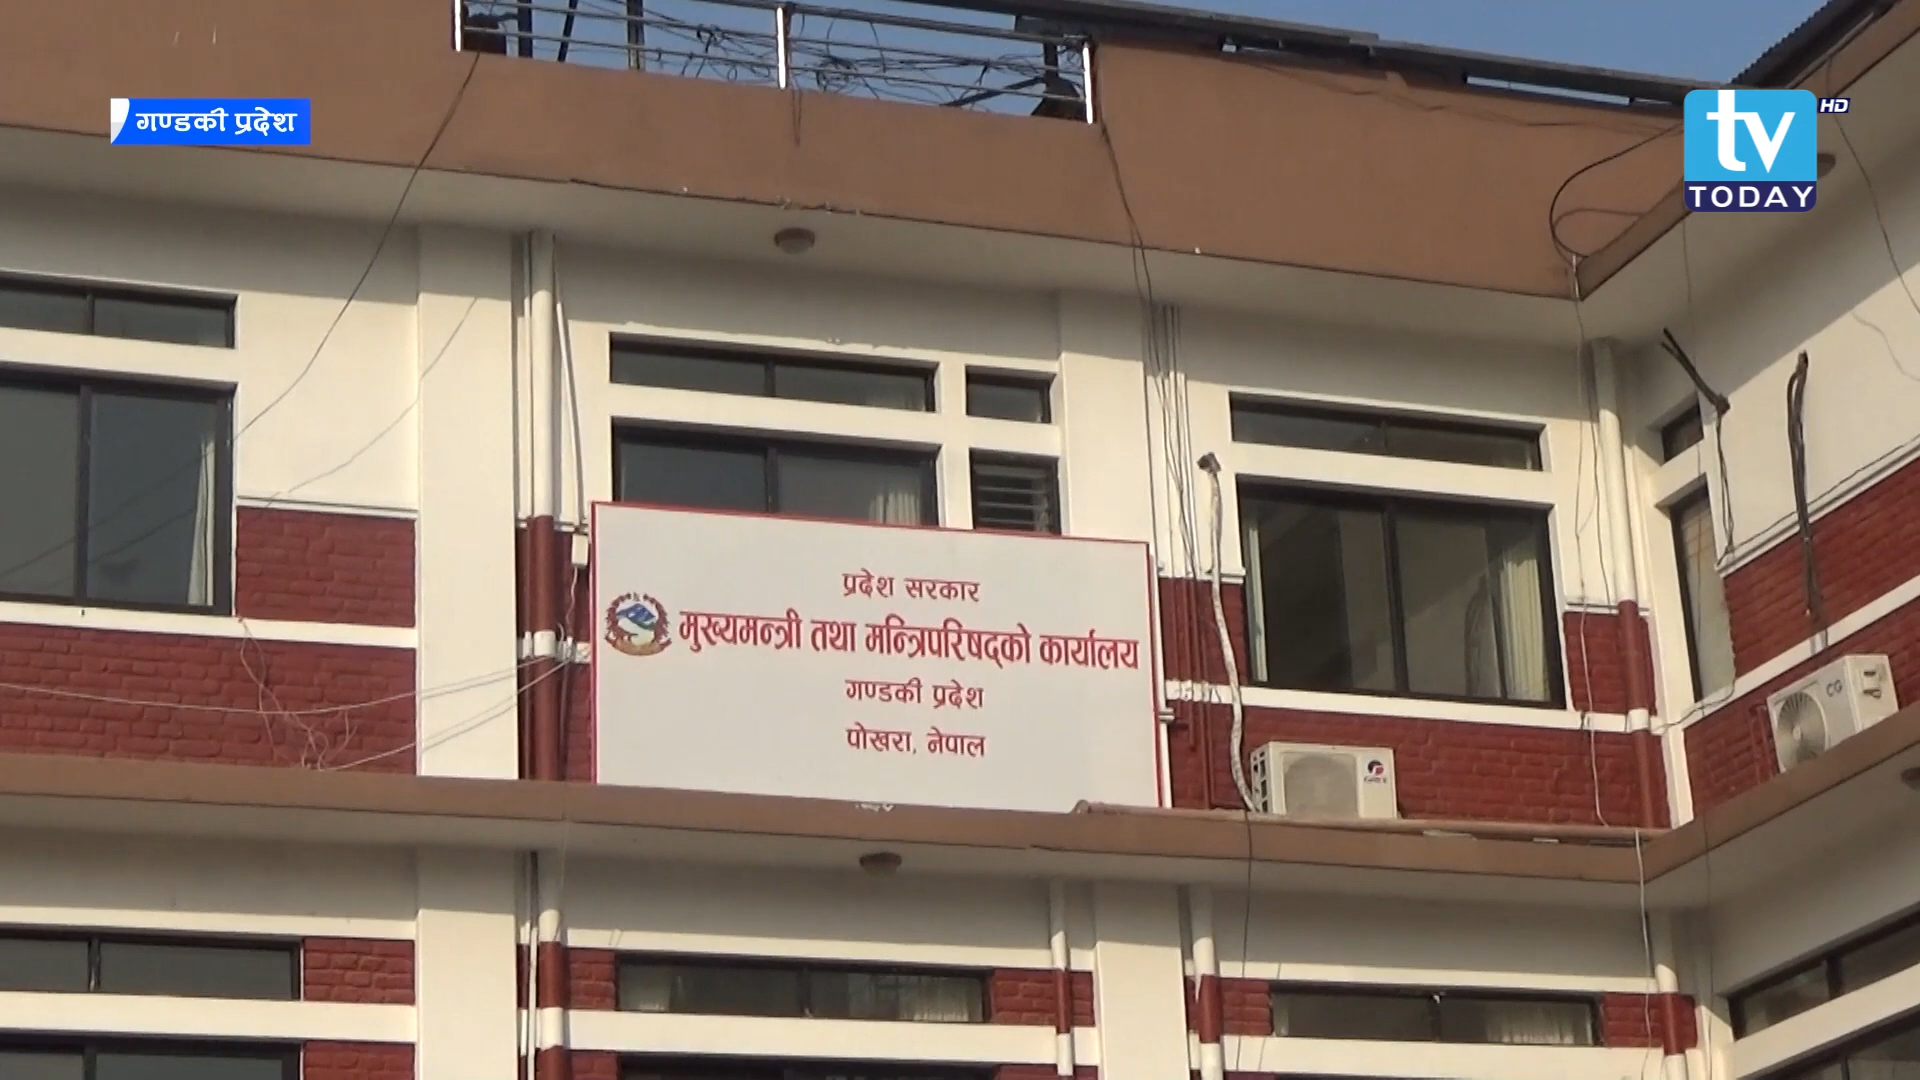 गण्डकी प्रदेश
tv HD
TODAY
प्रदेश सरकार
मुख्यमन्त्री तथा मन्त्रिपरिषद्को कार्यालय
गण्डकी प्रदेश
पोखरा, नेपाल
CG